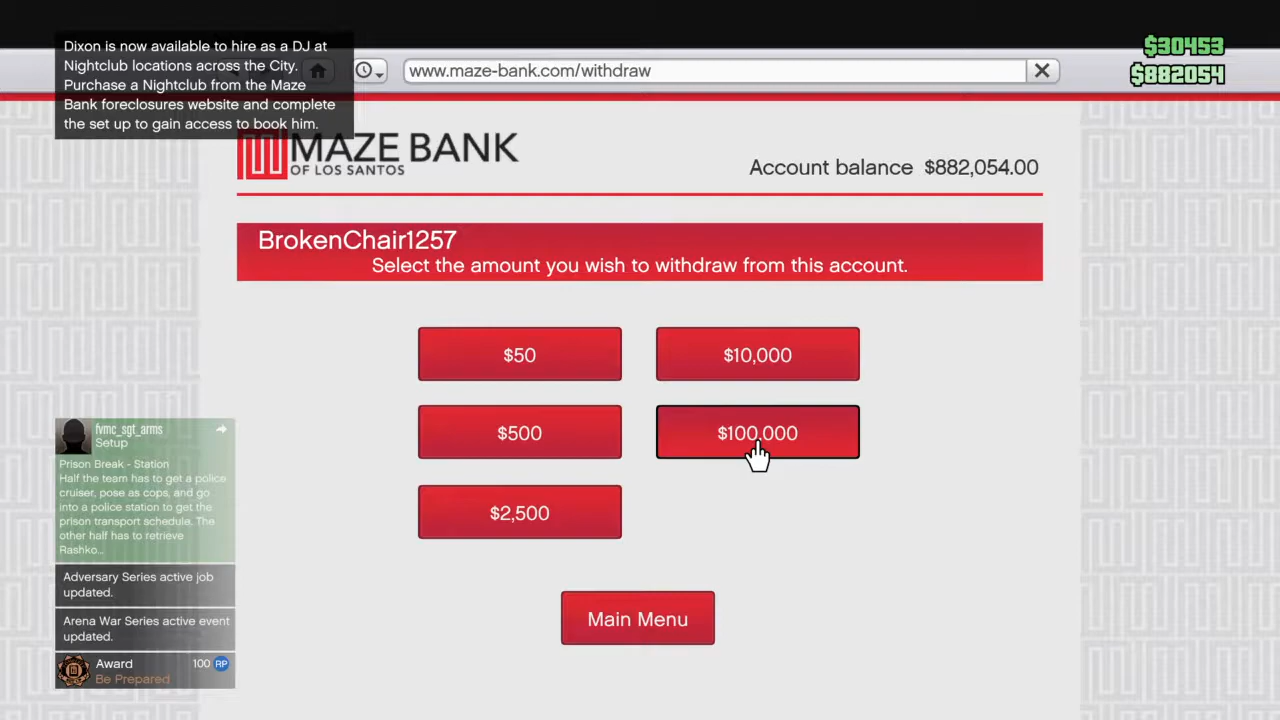 Dixon is now available to hire as a DJ at
Nightclub locations across the City.
Purchase a Nightclub from the Maze
Bank foreclosures website and complete
the set up to gain access to book him.
www.maze-bank.com/withdraw
$30453
$882054
MAZE BANK
OF LOS SANTOS
Account balance $882,054.00
BrokenChair1257
Select the amount you wish to withdraw from this account.
$50
$10,000
$500
$100,000
$2,500
Main Menu
fvmc_sgt_arms
Setup
Prison Break - Station
Half the team has to get a police
cruiser, pose as cops, and go
into a police station to get the
prison transport schedule. The
other half has to retrieve
Rashko...
Adversary Series active job
updated.
Arena War Series active event
updated.
Award 100 RP
Be Prepared